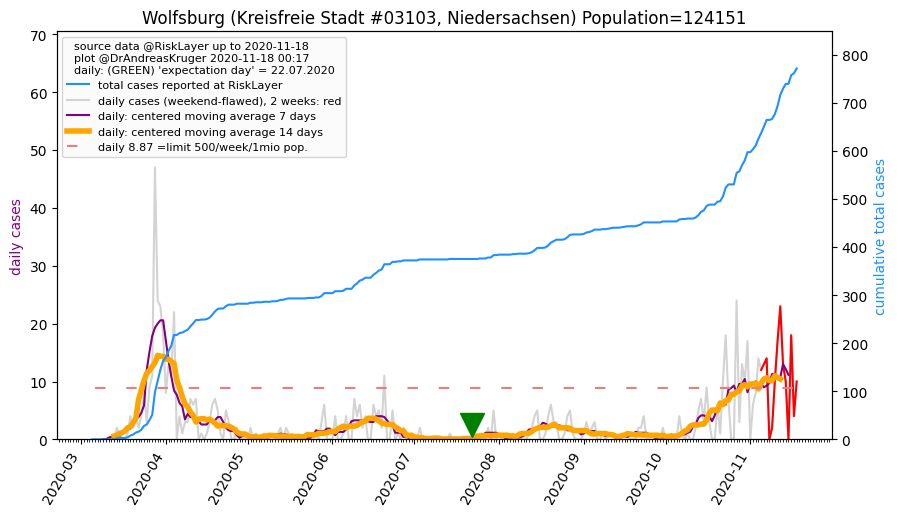 Wolfsburg (Kreisfreie Stadt #03103, Niedersachsen) Population=124151
source data @RiskLayer up to 2020-11-18
plot @DrAndreasKruger 2020-11-18 00:17
daily: (GREEN) 'expectation day' = 22.07.2020
total cases reported at RiskLayer
daily cases (weekend-flawed), 2 weeks: red
daily: centered moving average 7 days
daily: centered moving average 14 days
daily 8.87 =limit 500/week/1mio pop.
daily cases
70
60
50
40
30
20
10
0
cumulative total cases
800
700
600
500
400
300
200
100
0
2020-03
2020-04
2020-05
2020-06
2020-07
2020-08
2020-09
2020-10
2020-11